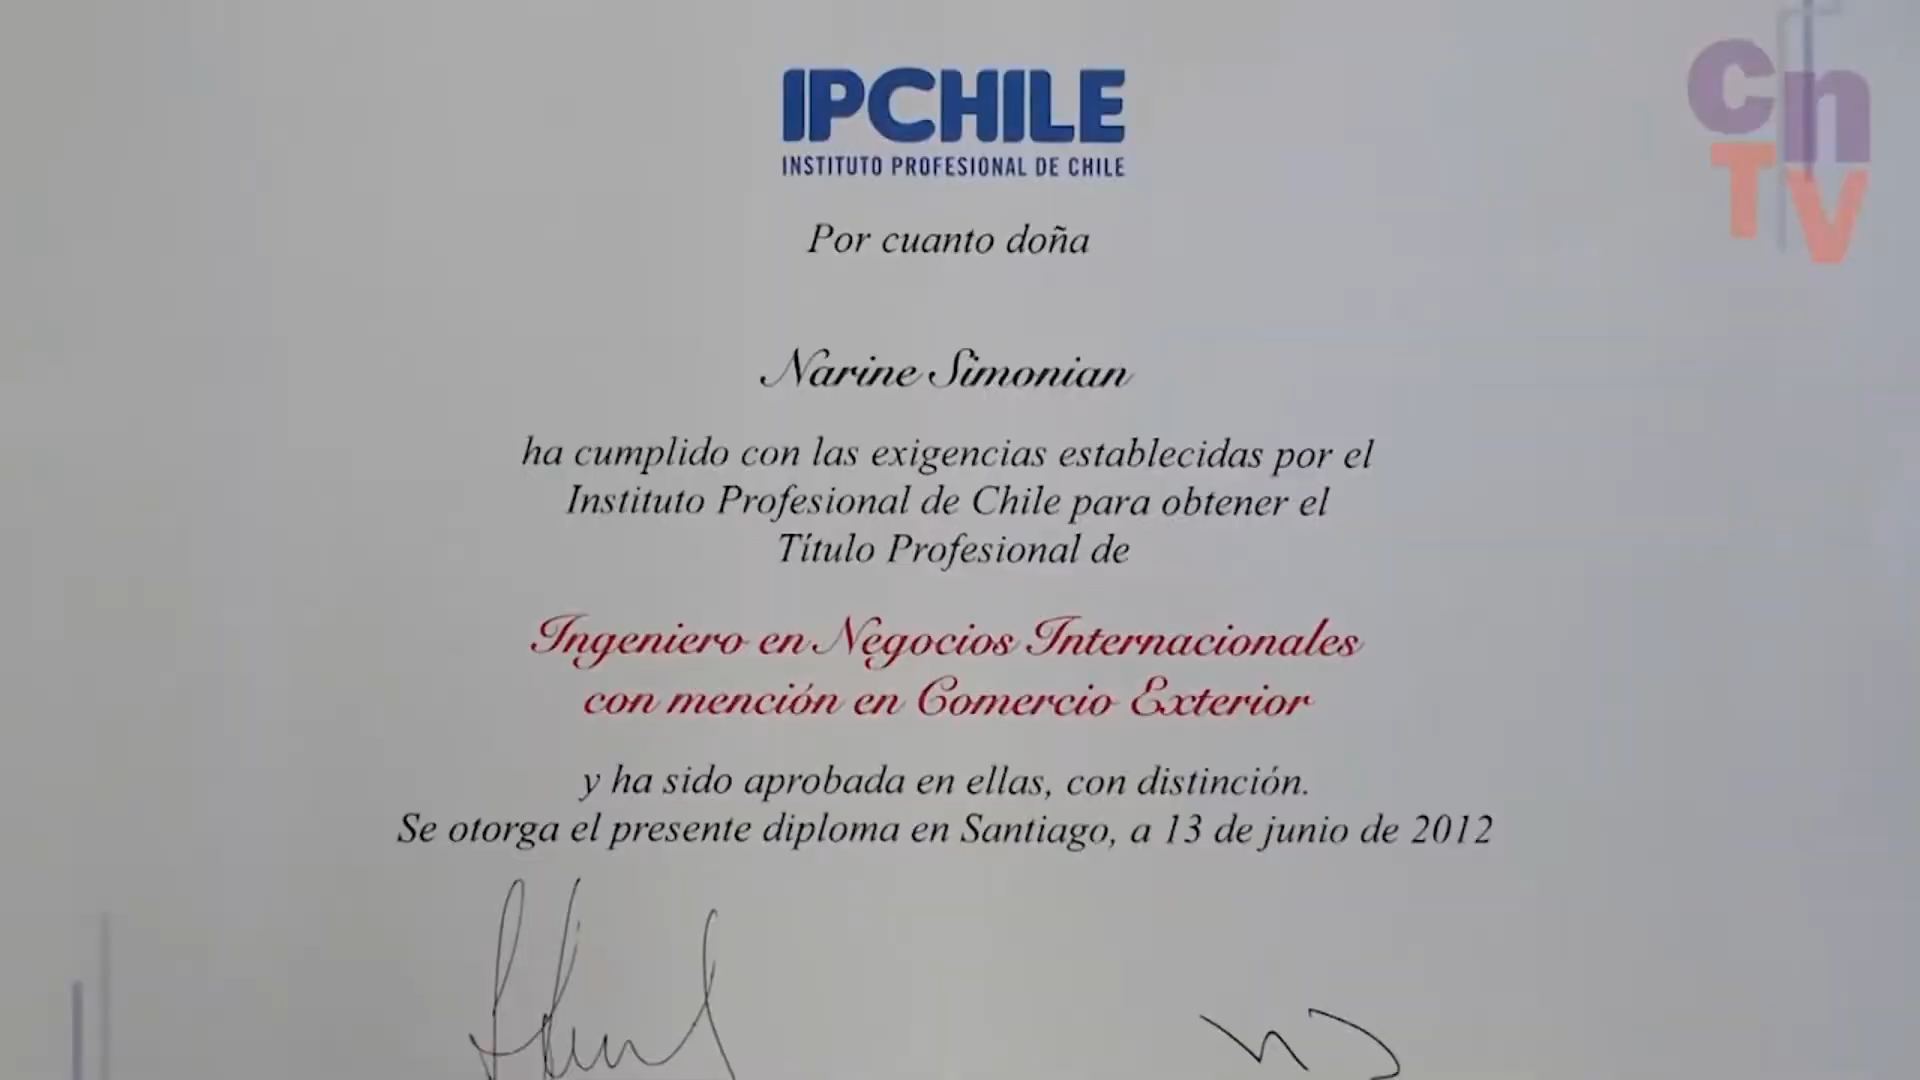 IPCHILE
INSTITUTO PROFESIONAL DE CHILE
CnTV
Por cuanto doña
Narine Simonian
ha cumplido con las exigencias establecidas por el
Instituto Profesional de Chile para obtener el
Título Profesional de
Ingeniero en Negocios Internacionales
con mención en Comercio Exterior
y ha sido aprobada en ellas, con distinción.
Se otorga el presente diploma en Santiago, a 13 de junio de 2012